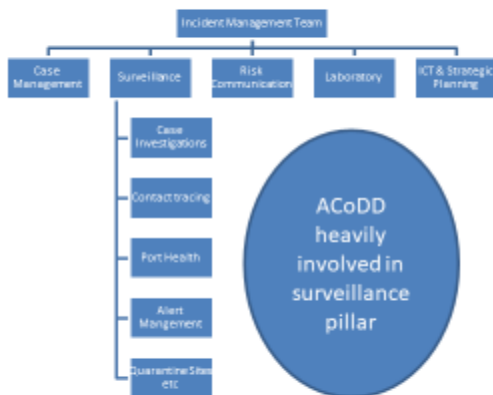 Incident Management Team
Case
Management
Surveillance
Risk
Communication
Laboratory
ICT & Strategic
Planning
Case
Investigations
Contact tracing
Port Health
Alert
Mangement
Quarantine Sites
etc
ACoDD
heavily
involved in
surveillance
pillar